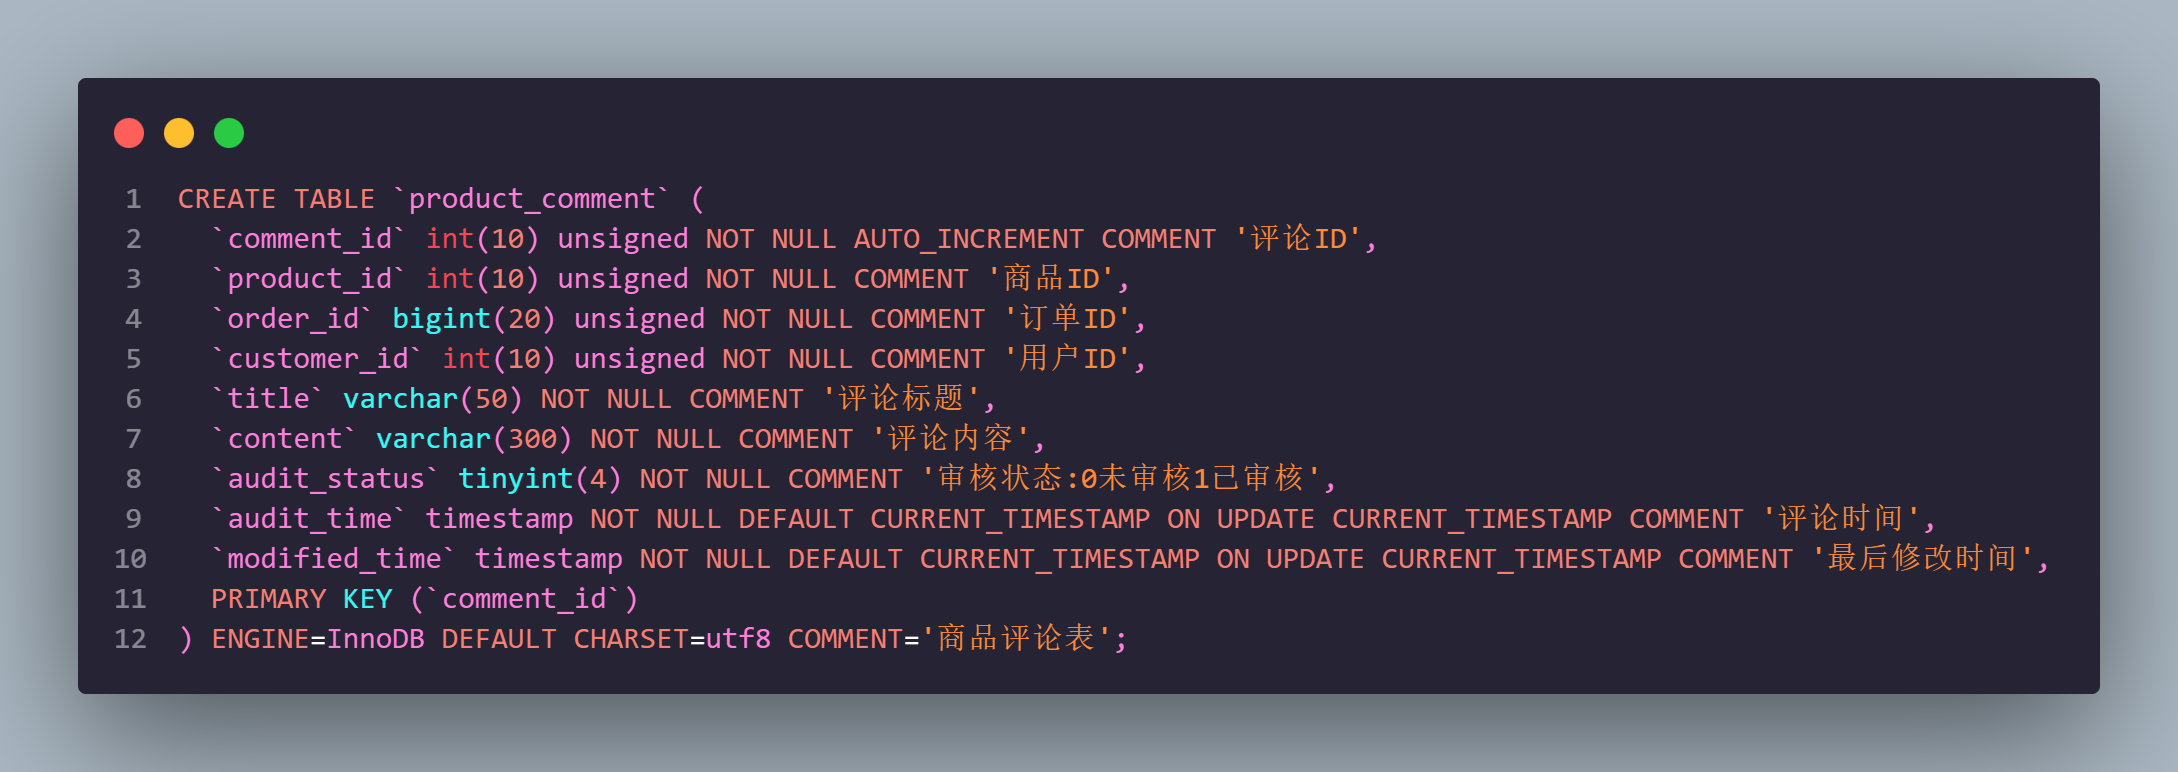 1 CREATE TABLE `product_comment` (
2   `comment_id` int(10) unsigned NOT NULL AUTO_INCREMENT COMMENT '评论ID',
3   `product_id` int(10) unsigned NOT NULL COMMENT '商品ID',
4   `order_id` bigint(20) unsigned NOT NULL COMMENT '订单ID',
5   `customer_id` int(10) unsigned NOT NULL COMMENT '用户ID',
6   `title` varchar(50) NOT NULL COMMENT '评论标题',
7   `content` varchar(300) NOT NULL COMMENT '评论内容',
8   `audit_status` tinyint(4) NOT NULL COMMENT '审核状态:0未审核1已审核',
9   `audit_time` timestamp NOT NULL DEFAULT CURRENT_TIMESTAMP ON UPDATE CURRENT_TIMESTAMP COMMENT '评论时间',
10   `modified_time` timestamp NOT NULL DEFAULT CURRENT_TIMESTAMP ON UPDATE CURRENT_TIMESTAMP COMMENT '最后修改时间',
11   PRIMARY KEY (`comment_id`)
12 ) ENGINE=InnoDB DEFAULT CHARSET=utf8 COMMENT='商品评论表';